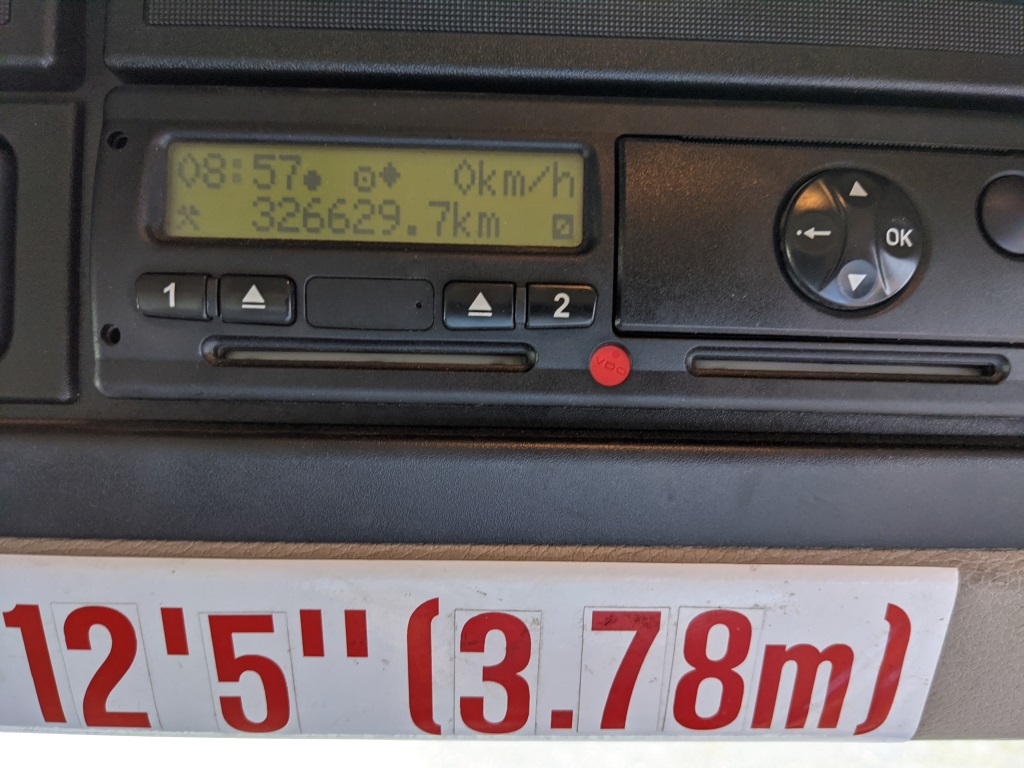 08:57 0km/h
326629.7km
1 2
OK
VDO
12'5" (3.78m)